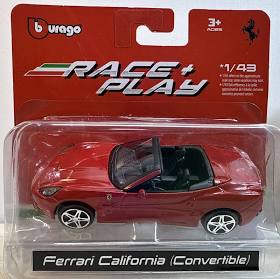 burago
3+
AGES
RACE+
PLAY
*1/43
Ferrari California (Convertible)